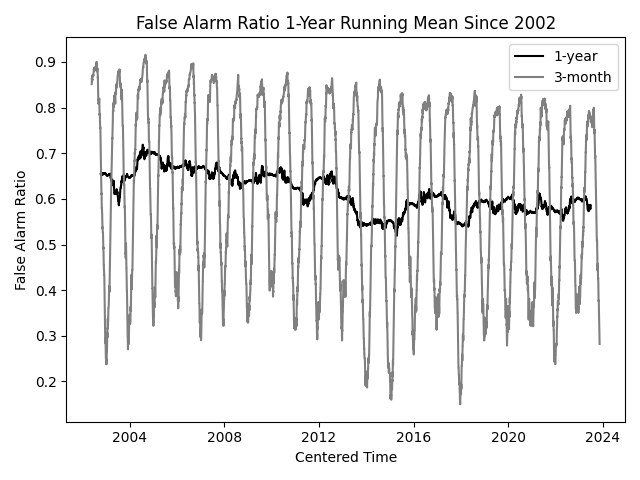 False Alarm Ratio 1-Year Running Mean Since 2002
1-year
3-month
0.9
0.8
0.7
0.6
0.5
0.4
0.3
0.2
False Alarm Ratio
2004 2008 2012 2016 2020 2024
Centered Time